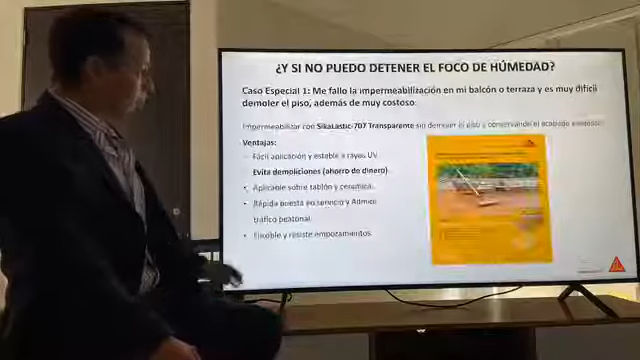 ¿Y SI NO PUEDO DETENER EL FOCO DE HÚMEDAD?
Caso Especial 1: Me fallo la impermeabilización en mi balcón o terraza y es muy difícil
demoler el piso, además de muy costoso.
Impermeabilizar con SikaLastic-707 Transparente sin demoler el piso y conservando el acabado existente.
Ventajas:
- Fácil aplicación y estable a rayos UV
Evita demoliciones (ahorro de dinero)
• Aplicable sobre tablón y cerámica.
• Rápida puesta en servicio y Admite
tráfico peatonal.
• Flexible y resiste empozamientos.